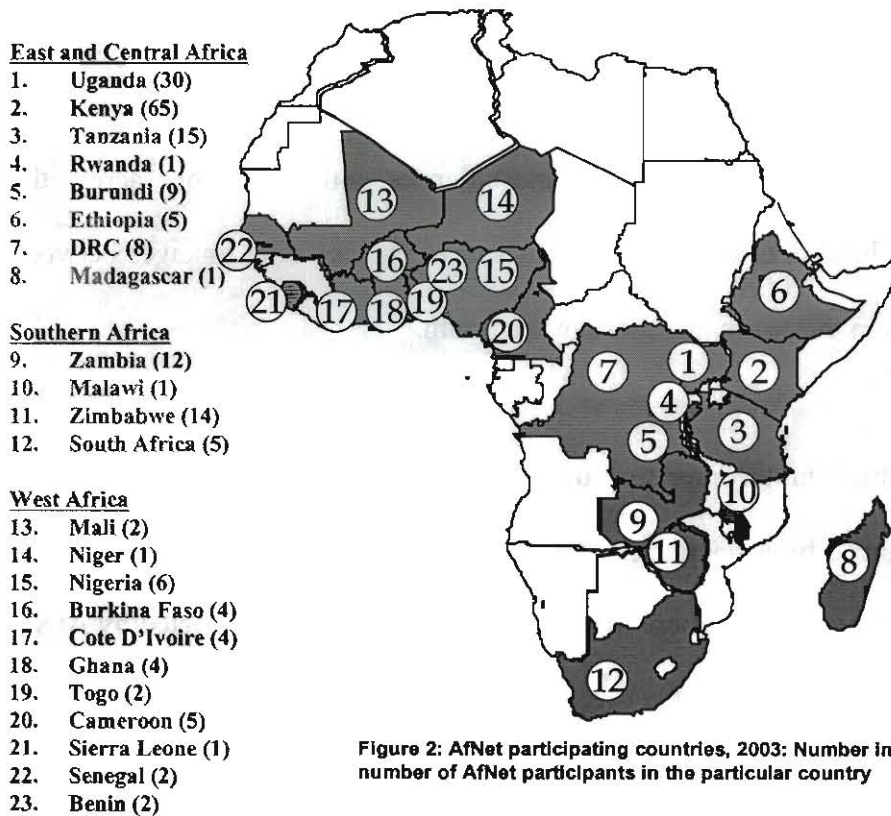 East and Central Africa
1. Uganda (30)
2. Kenya (65)
3. Tanzania (15)
4. Rwanda (1)
5. Burundi (9)
6. Ethiopia (5)
7. DRC (8)
8. Madagascar (1)
Southern Africa
9. Zambia (12)
10. Malawi (1)
11. Zimbabwe (14)
12. South Africa (5)
West Africa
13. Mali (2)
14. Niger (1)
15. Nigeria (6)
16. Burkina Faso (4)
17. Cote D'Ivoire (4)
18. Ghana (4)
19. Togo (2)
20. Cameroon (5)
21. Sierra Leone (1)
22. Senegal (2)
23. Benin (2)
13 14
22 16 23 15
21 17 18 19
20
6
7 1 2
4
5 3
10
9
11
8
12
Figure 2: AfNet participating countries, 2003: Number in
number of AfNet participants in the particular country